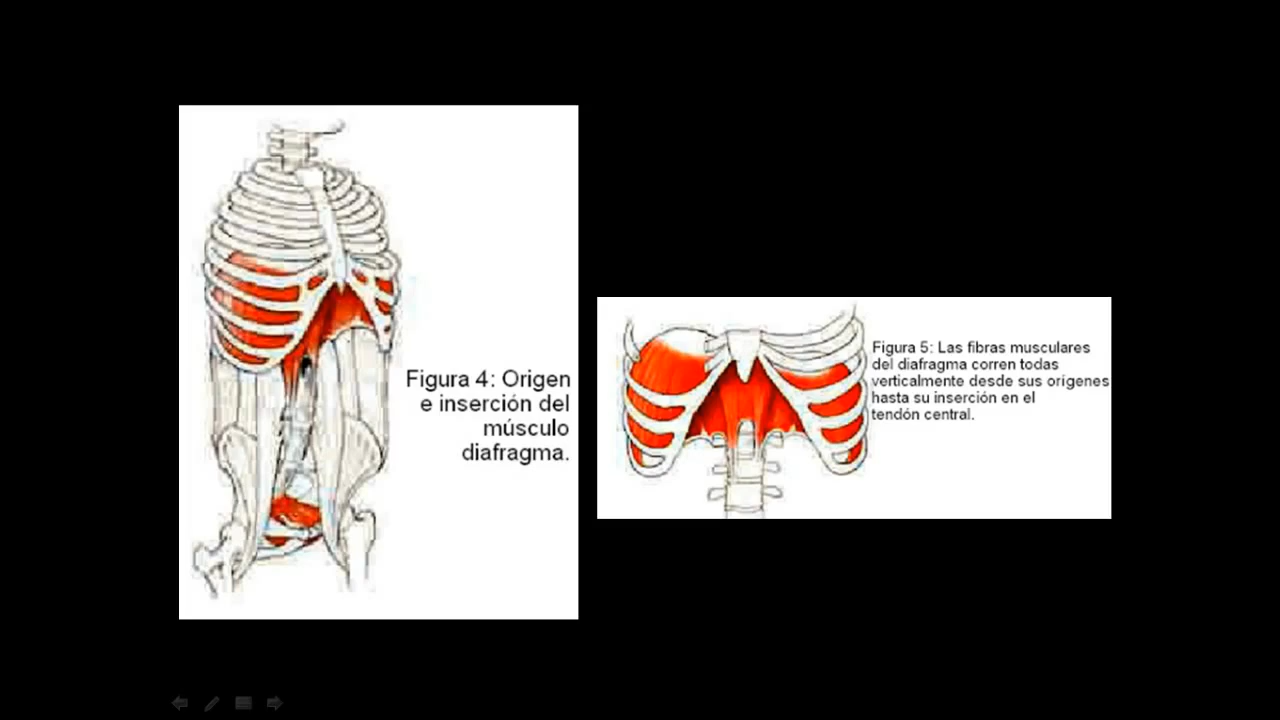 Figura 4: Origen
e inserción del
músculo
diafragma.
Figura 5: Las fibras musculares
del diafragma corren todas
verticalmente desde sus orígenes
hasta su inserción en el
tendón central.